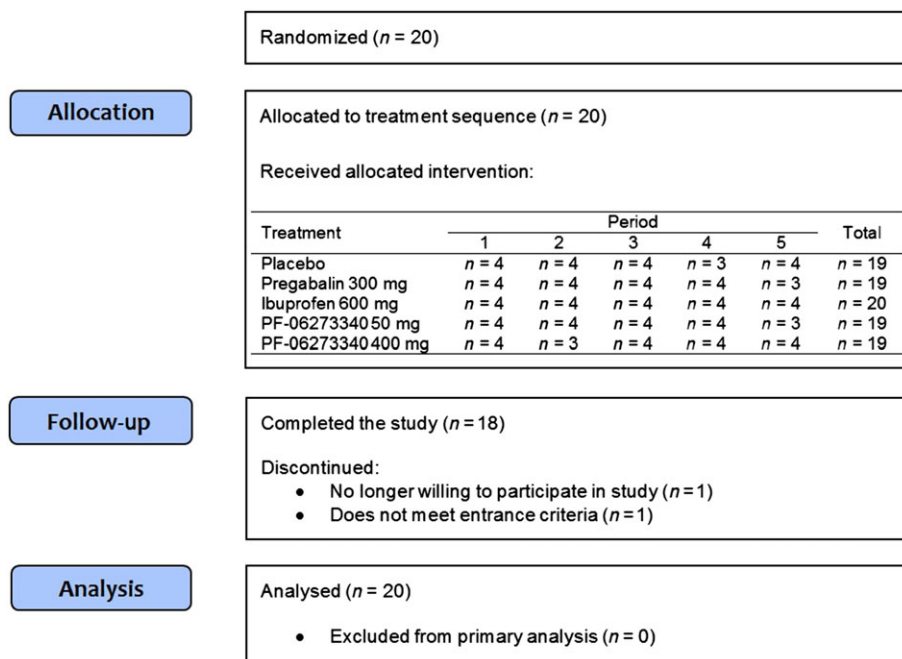 Randomized (n = 20)
Allocation
Allocated to treatment sequence (n = 20)
Received allocated intervention:
Treatment Period Total
1 2 3 4 5
Placebo n = 4 n = 4 n = 4 n = 3 n = 4 n = 19
Pregabalin 300 mg n = 4 n = 4 n = 4 n = 4 n = 3 n = 19
Ibuprofen 600 mg n = 4 n = 4 n = 4 n = 4 n = 4 n = 20
PF-06273340 50 mg n = 4 n = 4 n = 4 n = 4 n = 3 n = 19
PF-06273340 400 mg n = 4 n = 3 n = 4 n = 4 n = 4 n = 19
Follow-up
Completed the study (n = 18)
Discontinued:
• No longer willing to participate in study (n = 1)
• Does not meet entrance criteria (n = 1)
Analysis
Analysed (n = 20)
• Excluded from primary analysis (n = 0)